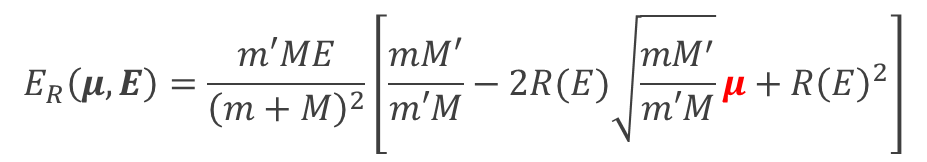 E_R(μ, E) = \frac{m'ME}{(m + M)^2} \left[ \frac{mM'}{m'M} - 2R(E) \sqrt{\frac{mM'}{m'M}} μ + R(E)^2 \right]